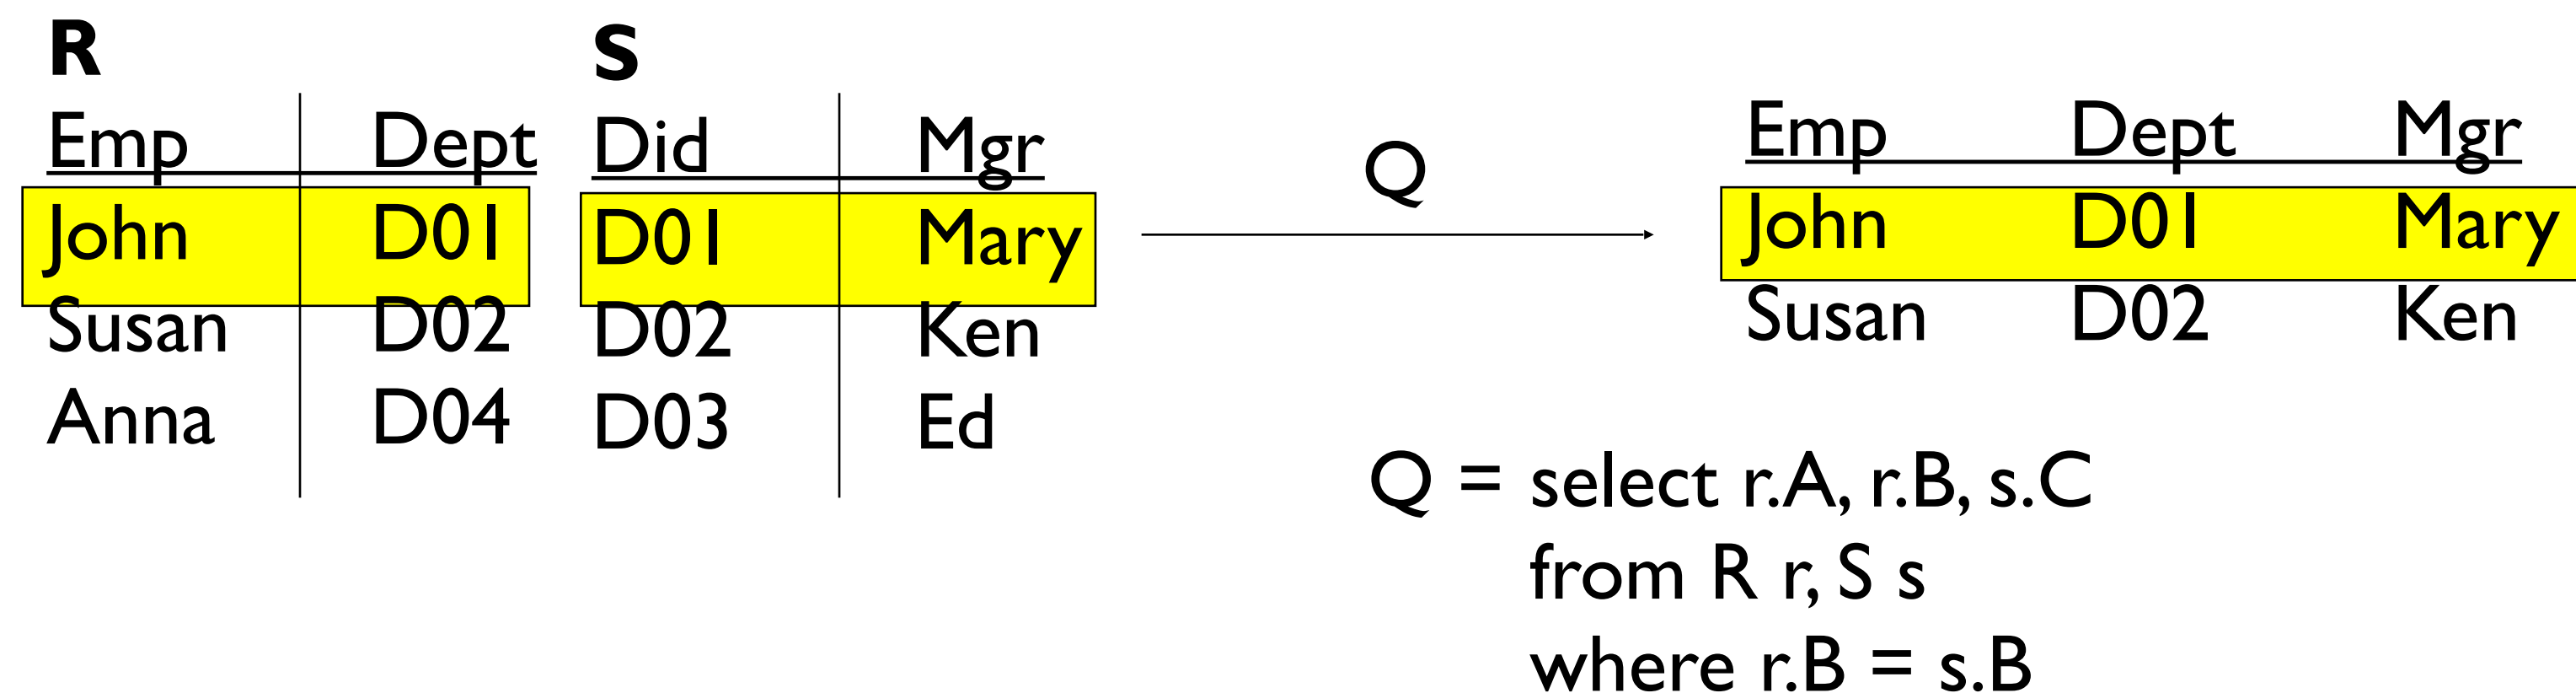 R S
Emp Dept Did Mgr Q Emp Dept Mgr
John D01 D01 Mary John D01 Mary
Susan D02 D02 Ken Susan D02 Ken
Anna D04 D03 Ed
Q = select r.A, r.B, s.C
from R r, S s
where r.B = s.B